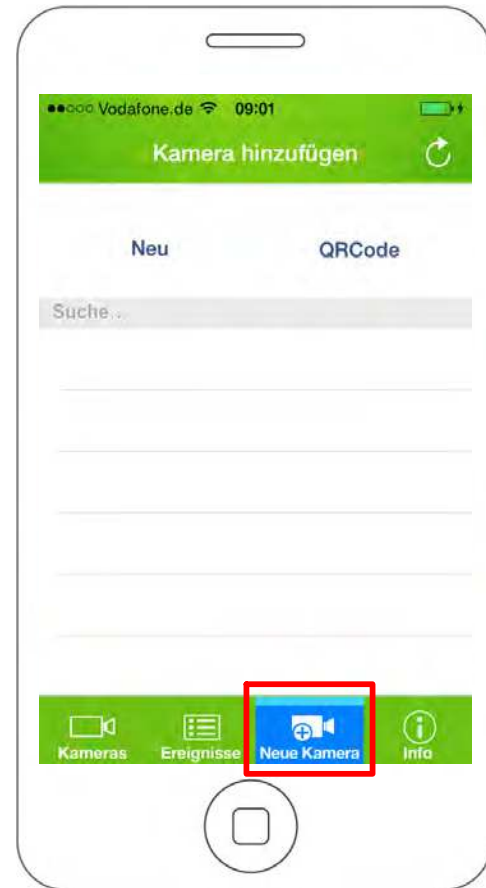 Vodafone.de 09:01
Kamera hinzufügen
Neu QRCode
Suche...
Kameras Ereignisse Neue Kamera Info